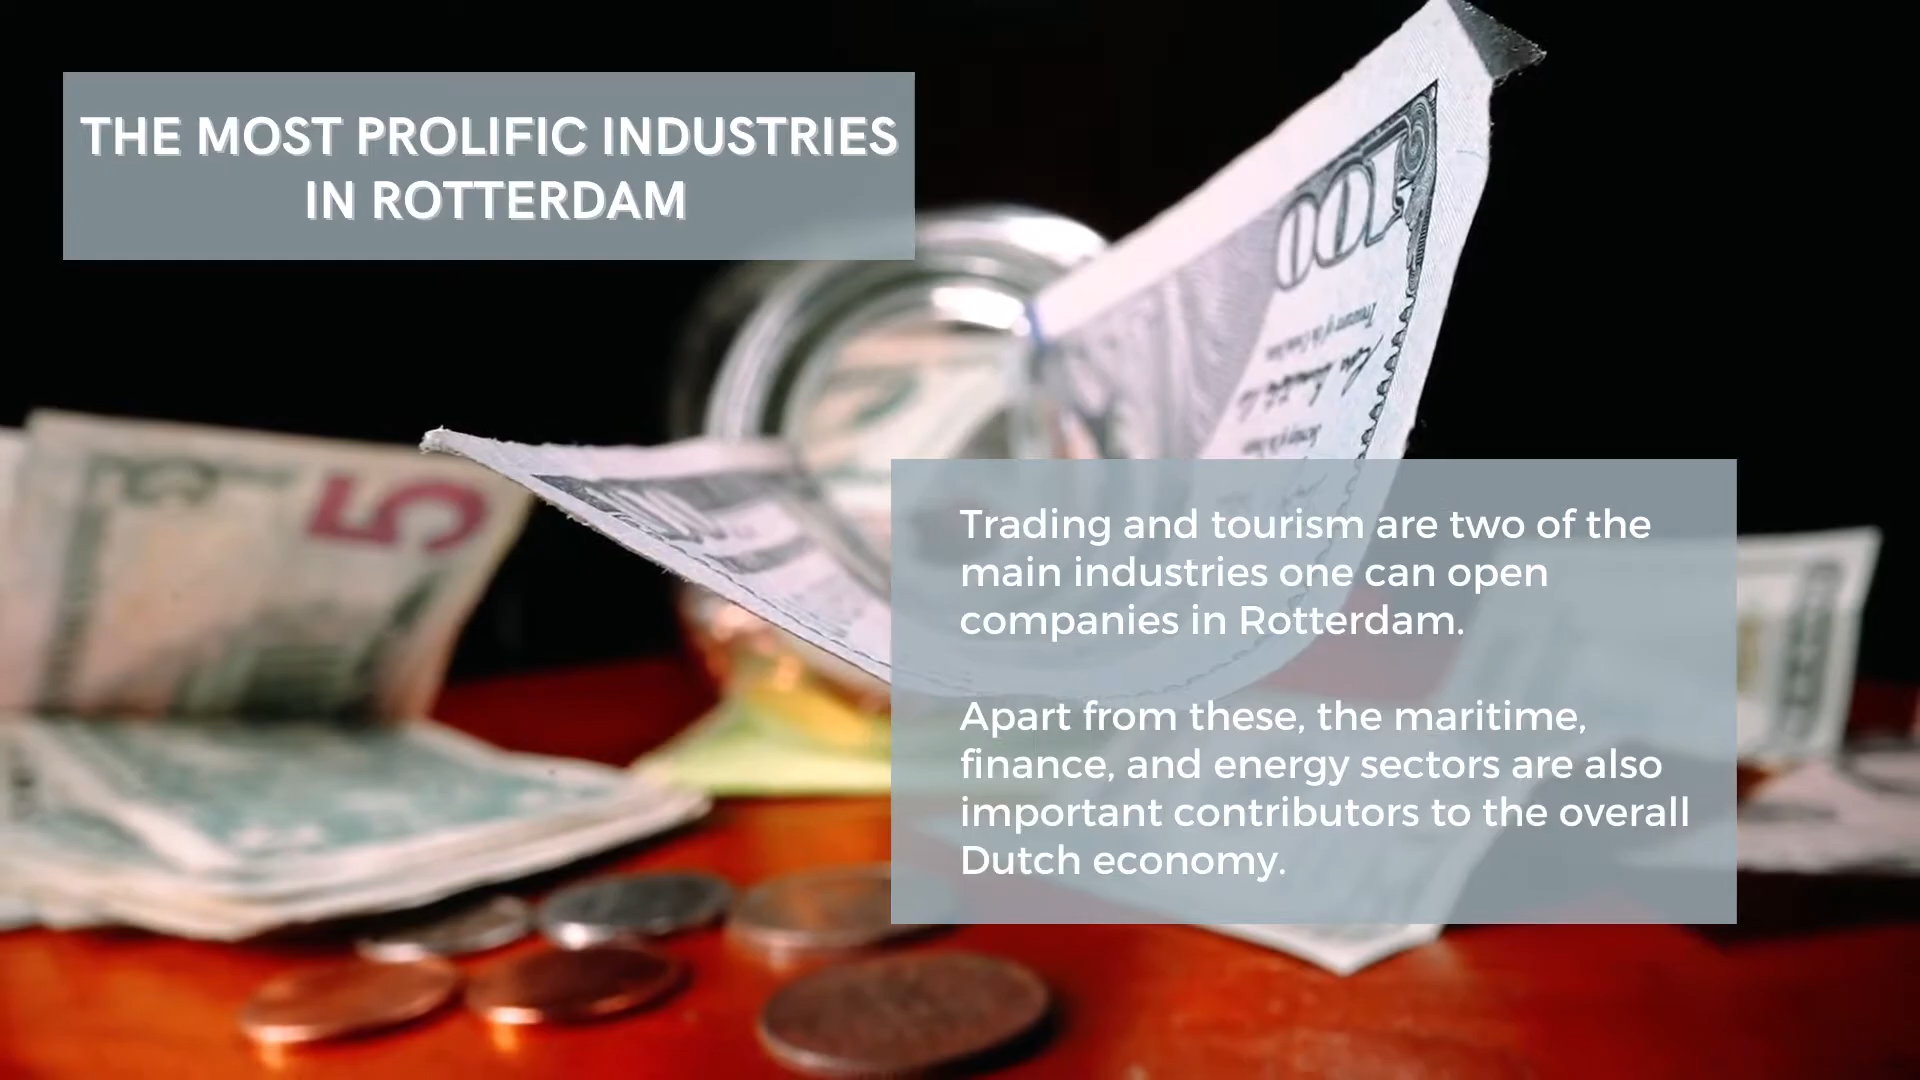 THE MOST PROLIFIC INDUSTRIES
IN ROTTERDAM
100
5
Trading and tourism are two of the
main industries one can open
companies in Rotterdam.
Apart from these, the maritime,
finance, and energy sectors are also
important contributors to the overall
Dutch economy.